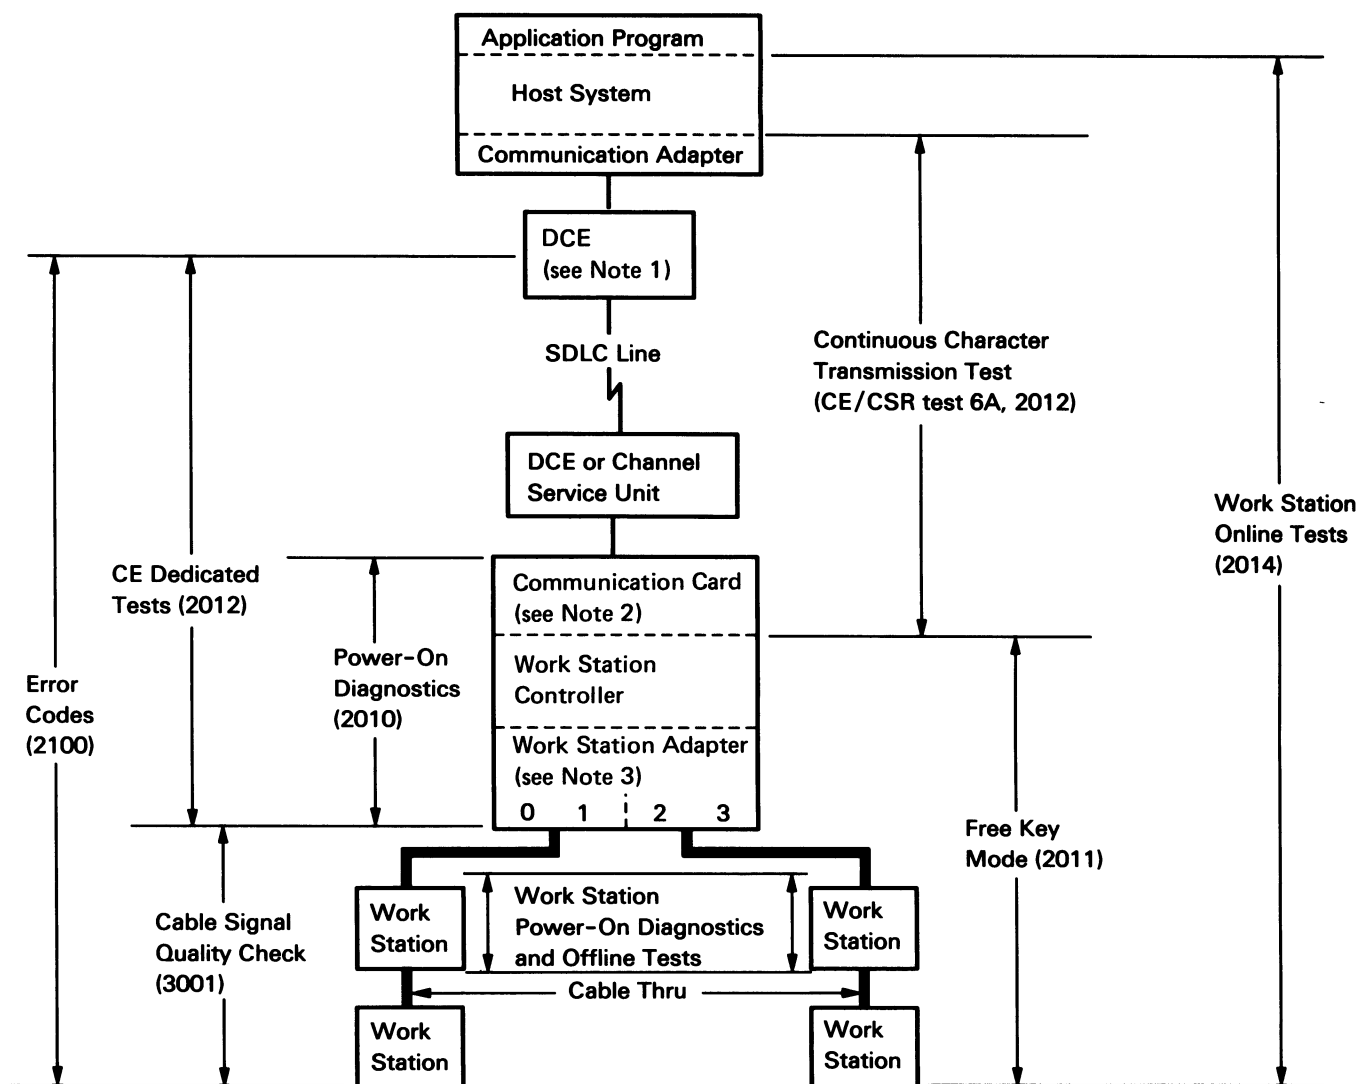 Application Program
Host System
Communication Adapter
DCE
(see Note 1)
SDLC Line
Continuous Character
Transmission Test
(CE/CSR test 6A, 2012)
DCE or Channel
Service Unit
Work Station
Online Tests
(2014)
CE Dedicated
Tests (2012)
Communication Card
(see Note 2)
Power-On
Diagnostics
(2010)
Work Station
Controller
Error
Codes
(2100)
Work Station Adapter
(see Note 3)
0 1 2 3
Free Key
Mode (2011)
Cable Signal
Quality Check
(3001)
Work
Station
Work Station
Power-On Diagnostics
and Offline Tests
Work
Station
Cable Thru
Work
Station
Work
Station